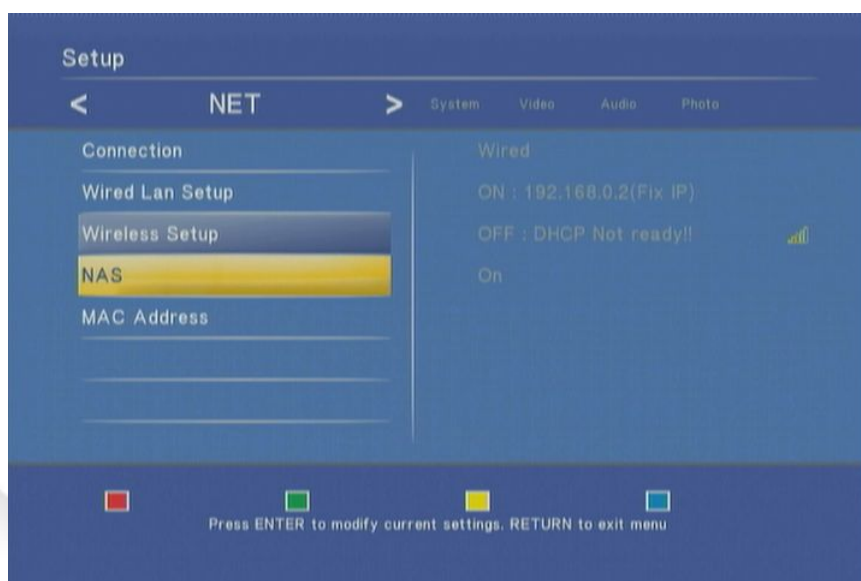 Setup
< NET > System Video Audio Photo
Connection Wired
Wired Lan Setup ON : 192.168.0.2(Fix IP)
Wireless Setup OFF : DHCP Not ready!!
NAS On
MAC Address
Press ENTER to modify current settings. RETURN to exit menu